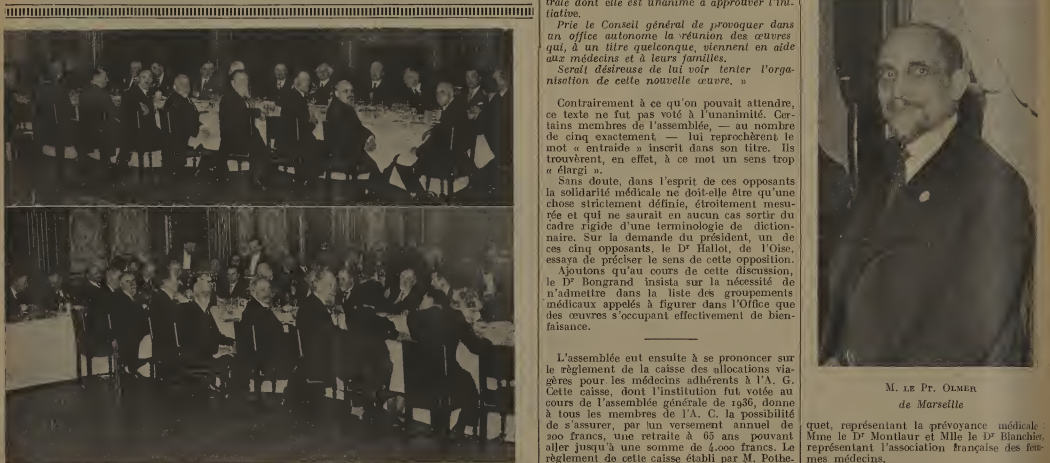 trale dont elle est unanime à approuver l'ini-
tiative.
Prie le Conseil général de provoquer dans
un office autonome la réunion des œuvres
qui, à un titre quelconque, viennent en aide
aux médecins et à leurs familles.
Serait désireuse de lui voir tenter l'orga-
nisation de cette nouvelle œuvre. »
Contrairement à ce qu'on pouvait attendre,
ce texte ne fut pas voté à l'unanimité. Cer-
tains membres de l'assemblée, — au nombre
de cinq exactement — lui reprochèrent le
mot « entraide » inscrit dans son titre. Ils
trouvèrent, en effet, à ce mot un sens trop
« élargi ».
Sans doute, dans l'esprit de ces opposants
la solidarité médicale ne doit-elle être qu'une
chose strictement définie, étroitement mesu-
rée et qui ne saurait en aucun cas sortir du
cadre rigide d'une terminologie de diction-
naire. Sur la demande du président, un de
ces cinq opposants, le Dr Hallot, de l'Oise,
essaya de préciser le sens de cette opposition.
Ajoutons qu'au cours de cette discussion,
le Dr Bongrand insista sur la nécessité de
n'admettre dans la liste des groupements
médicaux appelés à figurer dans l'Office que
des œuvres s'occupant effectivement de bien-
faisance.
L'assemblée eut ensuite à se prononcer sur
le règlement de la caisse des allocations via-
gères pour les médecins adhérents à l'A. G.
Cette caisse, dont l'institution fut votée au
cours de l'assemblée générale de 1936, donne
à tous les membres de l'A. C. la possibilité
de s'assurer, par un versement annuel de
200 francs, une retraite à 65 ans pouvant
aller jusqu'à une somme de 4.000 francs. Le
règlement de cette caisse établi par M. Pothe-
M. LE Pr. OLMER
de Marseille
quet, représentant la prévoyance médicale ;
Mme le Dr Montlaur et Mlle le Dr Blanchier,
représentant l'association française des fem-
mes médecins.